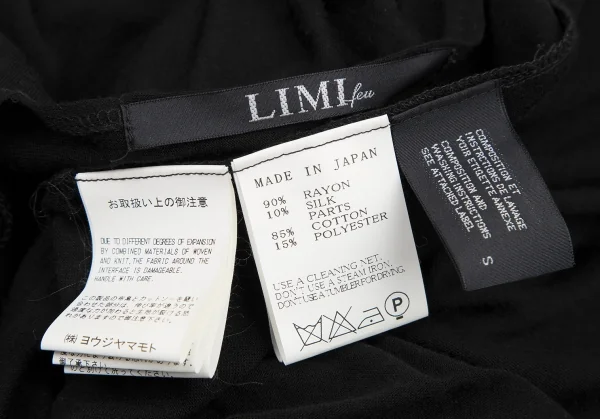 LIMI feu
お取扱い上の御注意
DUE TO DIFFERENT DEGREES OF EXPANSION
BY COMBINED MATERIALS OF WOVEN
AND KNIT, THE FABRIC AROUND THE
INTERFACE IS DAMAGEABLE.
HANDLE WITH CARE.
(株)ヨウジヤマモト
MADE IN JAPAN
90% RAYON
10% SILK
PARTS
85% COTTON
15% POLYESTER
USE A CLEANING NET.
DON'T USE A STEAM IRON.
DON'T USE A TUMBLER FOR DRYING.
P
COMPOSITION ET
INSTRUCTIONS DE LAVAGE
VOIR ETIQUETTE ANNEXE
COMPOSITION AND
WASHING INSTRUCTIONS
SEE ATTACHED LABEL
S